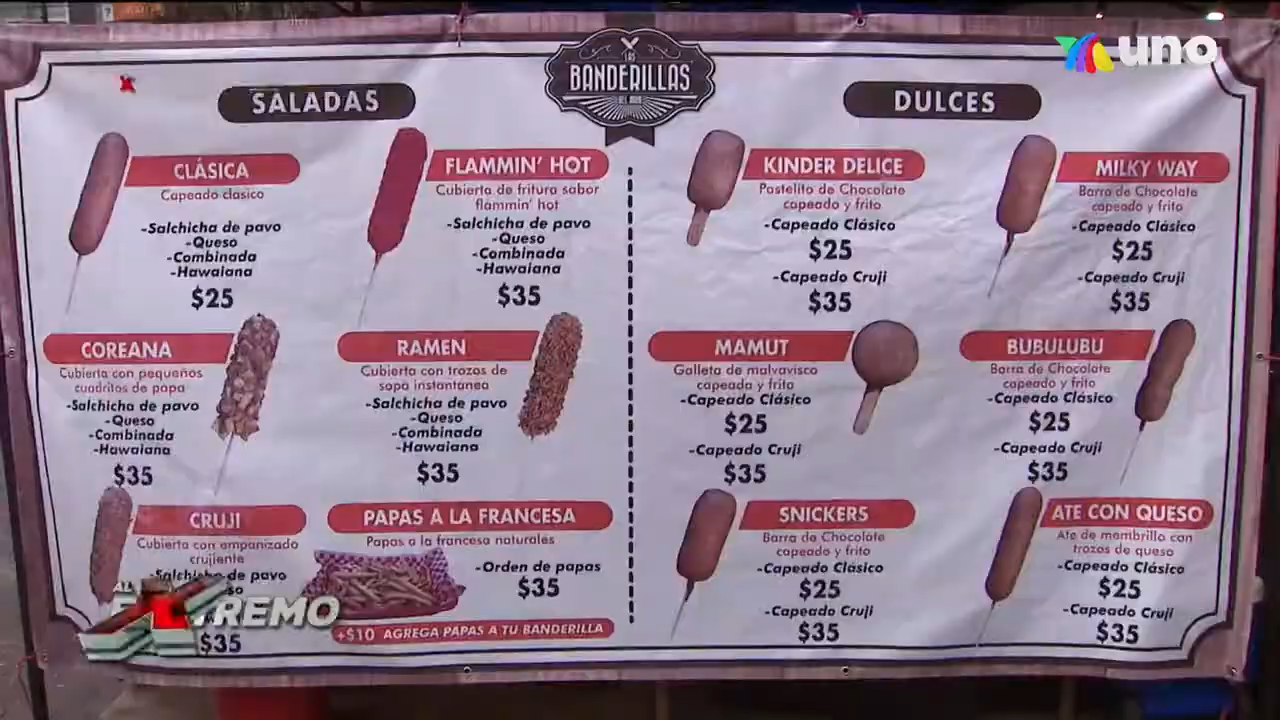 uno
LAS
BANDERILLAS
SALADAS
CLÁSICA
Capeado clasico
-Salchicha de pavo
-Queso
-Combinada
-Hawaiana
$25
FLAMMIN' HOT
Cubierta de fritura sabor
flammin' hot
-Salchicha de pavo
-Queso
-Combinada
-Hawaiana
$35
COREANA
Cubierta con pequeños
cuadritos de papa
-Salchicha de pavo
-Queso
-Combinada
-Hawaiana
$35
RAMEN
Cubierta con trozos de
sopa instantanea
-Salchicha de pavo
-Queso
-Combinada
-Hawaiana
$35
CRUJI
Cubierta con empanizado
crujiente
-Salchicha de pavo
$35
PAPAS A LA FRANCESA
Papas a la francesa naturales
-Orden de papas
$35
+$10 AGREGA PAPAS A TU BANDERILLA
DULCES
KINDER DELICE
Pastelito de Chocolate
capeado y frito
-Capeado Clásico
$25
-Capeado Cruji
$35
MILKY WAY
Barra de Chocolate
capeado y frito
-Capeado Clásico
$25
-Capeado Cruji
$35
MAMUT
Galleta de malvavisco
capeada y frito
-Capeado Clásico
$25
-Capeado Cruji
$35
BUBULUBU
Barra de Chocolate
capeado y frito
-Capeado Clásico
$25
-Capeado Cruji
$35
SNICKERS
Barra de Chocolate
capeado y frito
-Capeado Clásico
$25
-Capeado Cruji
$35
ATE CON QUESO
Ate de membrillo con
trozos de queso
-Capeado Clásico
$25
-Capeado Cruji
$35
AL
EXTREMO